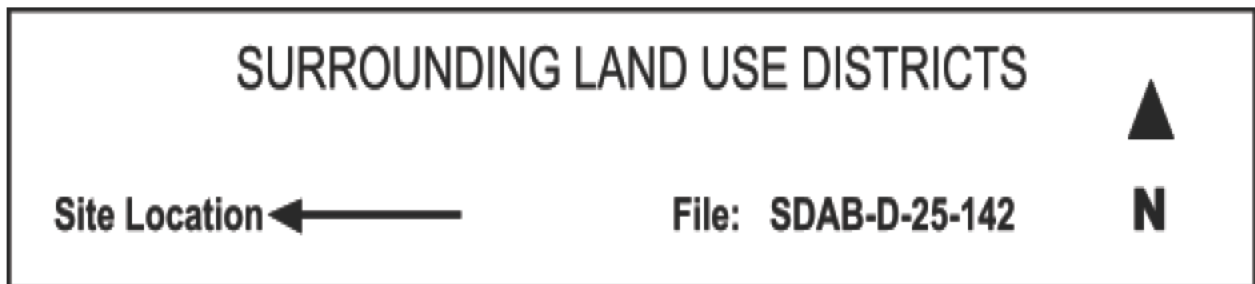 SURROUNDING LAND USE DISTRICTS
Site Location File: SDAB-D-25-142 N